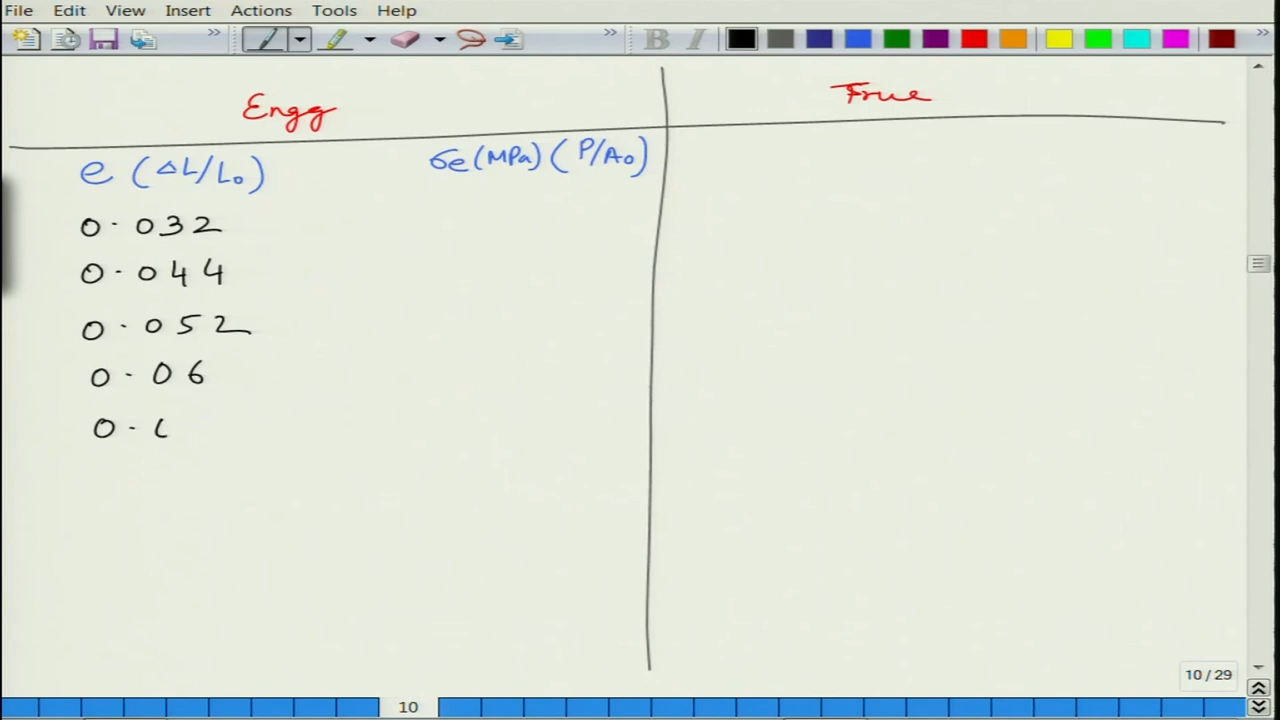 File Edit View Insert Actions Tools Help
B I
Engg True
e (ΔL/L₀) σe (MPa) (P/A₀)
0.032
0.044
0.052
0.06
0.
10 / 29
10